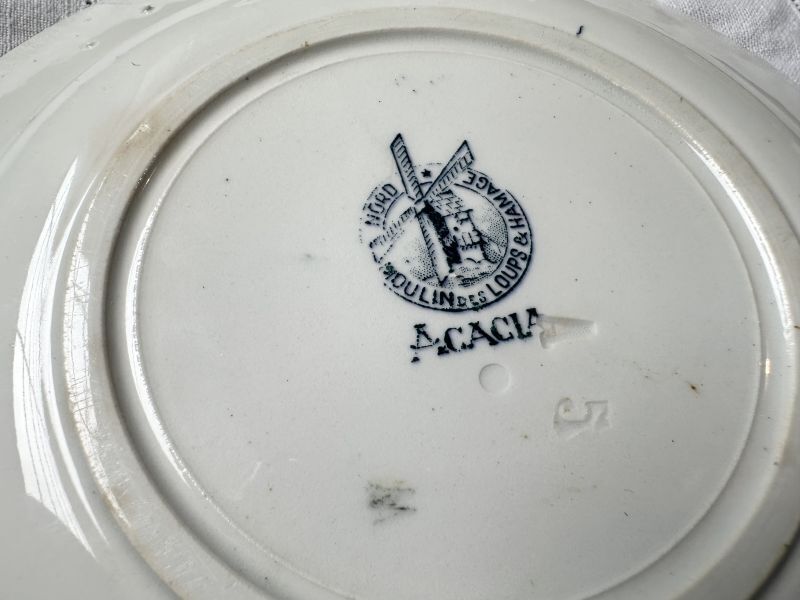 NORD
MOULIN DES LOUPS & HAMAGE
ACACIA
A
5
M